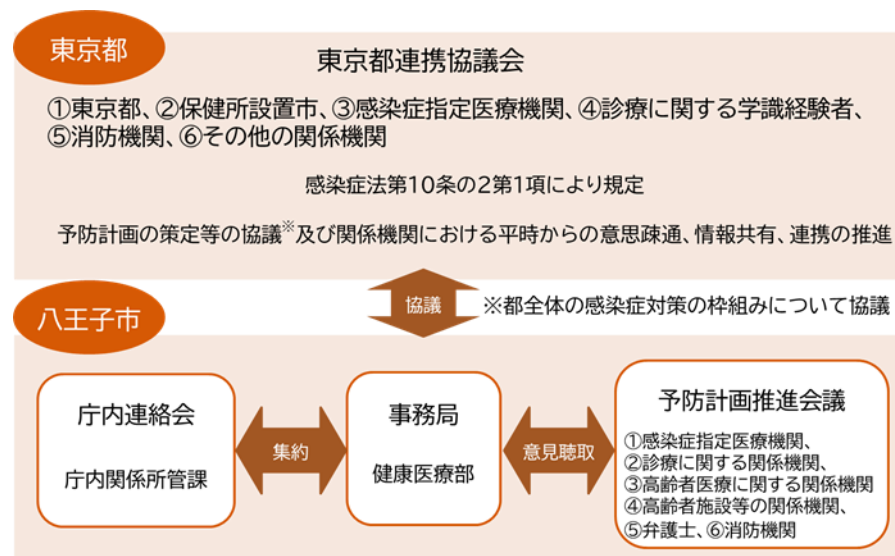 東京都
東京都連携協議会
①東京都、②保健所設置市、③感染症指定医療機関、④診療に関する学識経験者、
⑤消防機関、⑥その他の関係機関
感染症法第10条の2第1項により規定
予防計画の策定等の協議※及び関係機関における平時からの意思疎通、情報共有、連携の推進
協議
※都全体の感染症対策の枠組みについて協議
八王子市
庁内連絡会
庁内関係所管課
集約
事務局
健康医療部
意見聴取
予防計画推進会議
①感染症指定医療機関、
②診療に関する関係機関、
③高齢者医療に関する関係機関
④高齢者施設等の関係機関、
⑤弁護士、⑥消防機関